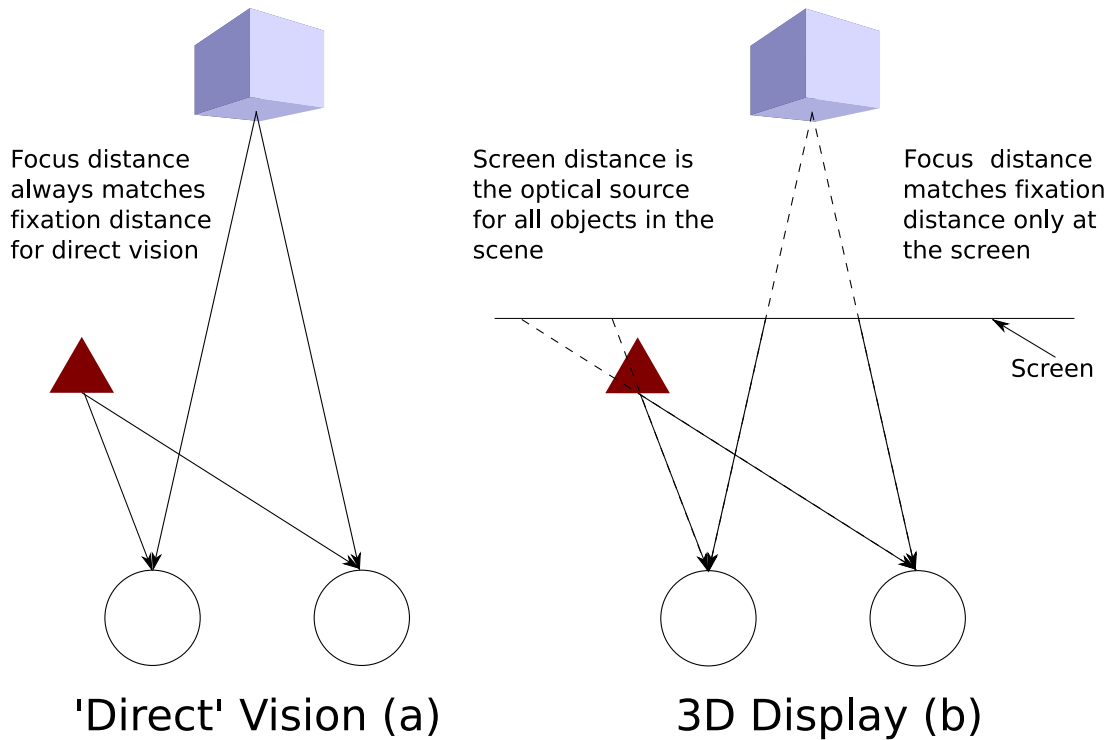 Focus distance
always matches
fixation distance
for direct vision
Screen distance is
the optical source
for all objects in the
scene
Focus  distance
matches fixation
distance only at
the screen
Screen
'Direct' Vision (a)
3D Display (b)